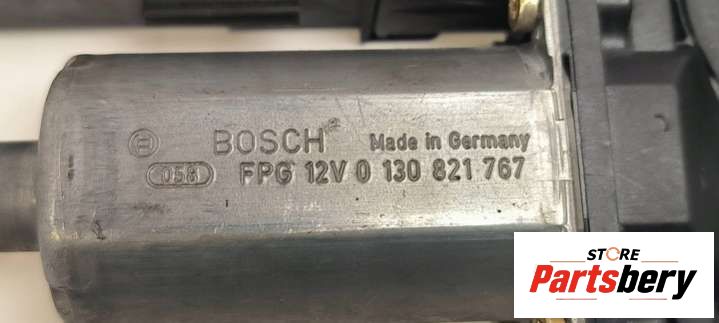 BOSCH Made in Germany
058 FPG 12V 0 130 821 767
STORE
Partsbery